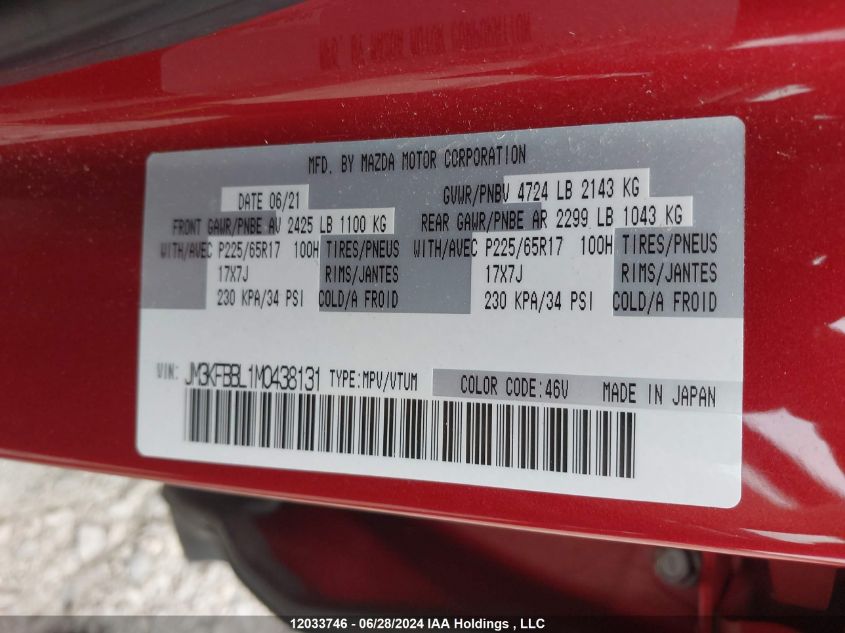 MFD. BY MAZDA MOTOR CORPORATION
DATE 06/21 GVWR/PNBV 4724 LB 2143 KG
FRONT GAWR/PNBE AV 2425 LB 1100 KG REAR GAWR/PNBE AR 2299 LB 1043 KG
WITH/AVEC P225/65R17 100H TIRES/PNEUS WITH/AVEC P225/65R17 100H TIRES/PNEUS
17X7J RIMS/JANTES 17X7J RIMS/JANTES
230 KPA/34 PSI COLD/A FROID 230 KPA/34 PSI COLD/A FROID
VIN: JM3KFBBL1M0438131 TYPE:MPV/VTUM COLOR CODE:46V MADE IN JAPAN
12033746 - 06/28/2024 IAA Holdings , LLC